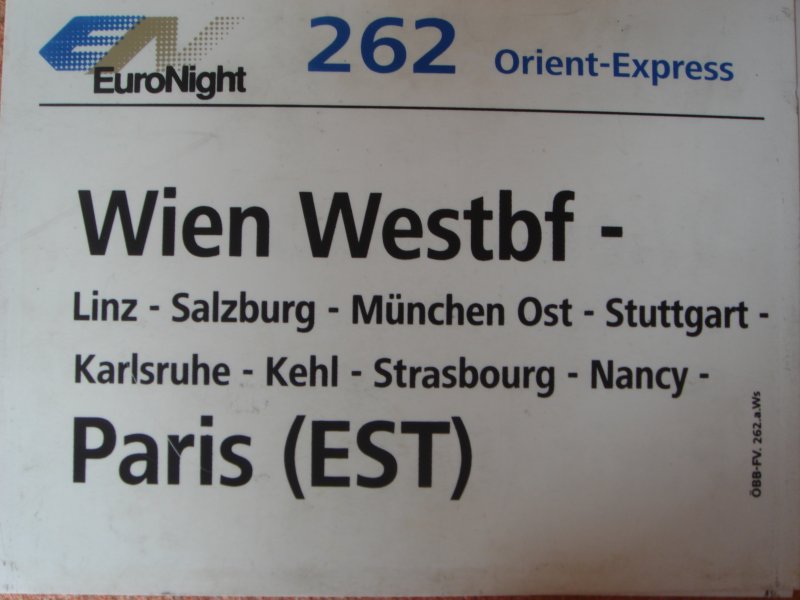 EN
EuroNight 262 Orient-Express
Wien Westbf -
Linz - Salzburg - München Ost - Stuttgart -
Karlsruhe - Kehl - Strasbourg - Nancy -
Paris (EST)
ÖBB-FV. 262.a.Ws